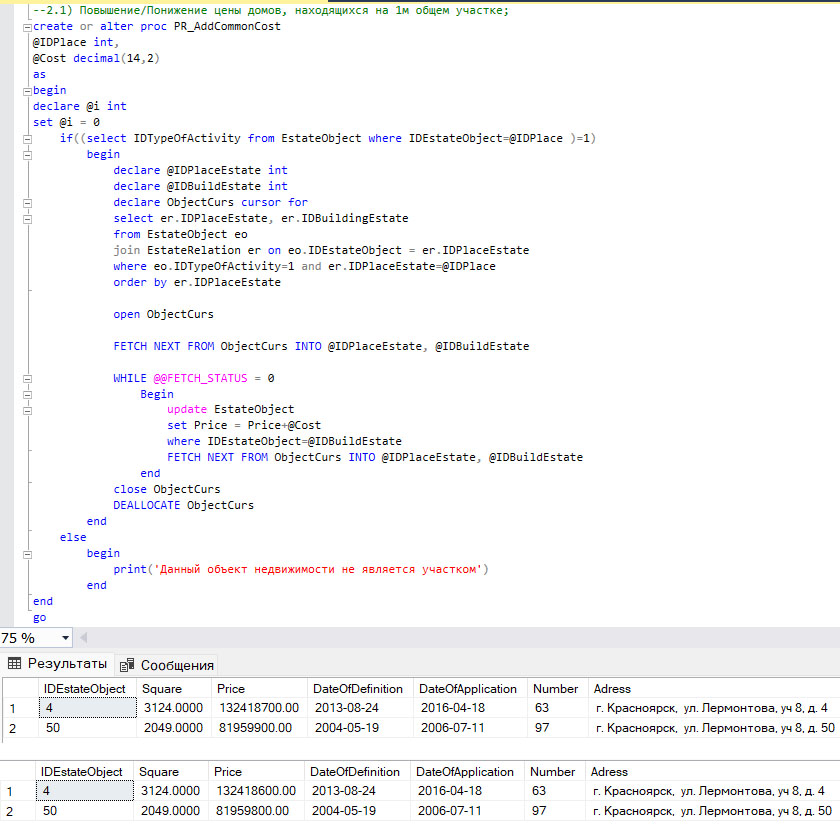 --2.1) Повышение/Понижение цены домов, находящихся на 1м общем участке;
create or alter proc PR_AddCommonCost
@IDPlace int,
@Cost decimal(14,2)
as
begin
declare @i int
set @i = 0
if((select IDTypeOfActivity from EstateObject where IDEstateObject=@IDPlace )=1)
begin
declare @IDPlaceEstate int
declare @IDBuildEstate int
declare ObjectCurs cursor for
select er.IDPlaceEstate, er.IDBuildingEstate
from EstateObject eo
join EstateRelation er on eo.IDEstateObject = er.IDPlaceEstate
where eo.IDTypeOfActivity=1 and er.IDPlaceEstate=@IDPlace
order by er.IDPlaceEstate
open ObjectCurs
FETCH NEXT FROM ObjectCurs INTO @IDPlaceEstate, @IDBuildEstate
WHILE @@FETCH_STATUS = 0
Begin
update EstateObject
set Price = Price+@Cost
where IDEstateObject=@IDBuildEstate
FETCH NEXT FROM ObjectCurs INTO @IDPlaceEstate, @IDBuildEstate
end
close ObjectCurs
DEALLOCATE ObjectCurs
end
else
begin
print('Данный объект недвижимости не является участком')
end
end
go
75 %
Результаты Сообщения
IDEstateObject Square Price DateOfDefinition DateOfApplication Number Adress
1 4 3124.0000 132418700.00 2013-08-24 2016-04-18 63 г. Красноярск, ул. Лермонтова, уч 8, д. 4
2 50 2049.0000 81959900.00 2004-05-19 2006-07-11 97 г. Красноярск, ул. Лермонтова, уч 8, д. 50
IDEstateObject Square Price DateOfDefinition DateOfApplication Number Adress
1 4 3124.0000 132418600.00 2013-08-24 2016-04-18 63 г. Красноярск, ул. Лермонтова, уч 8, д. 4
2 50 2049.0000 81959800.00 2004-05-19 2006-07-11 97 г. Красноярск, ул. Лермонтова, уч 8, д. 50